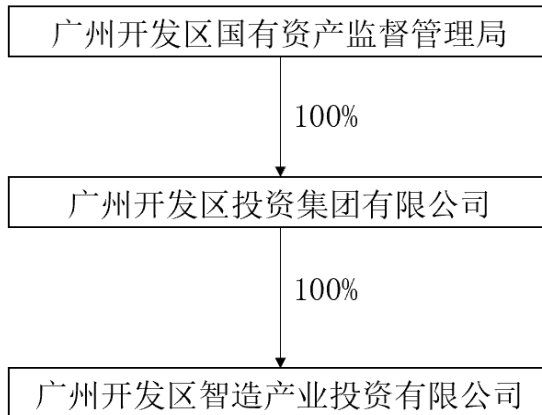 广州开发区国有资产监督管理局
100%
广州开发区投资集团有限公司
100%
广州开发区智造产业投资有限公司